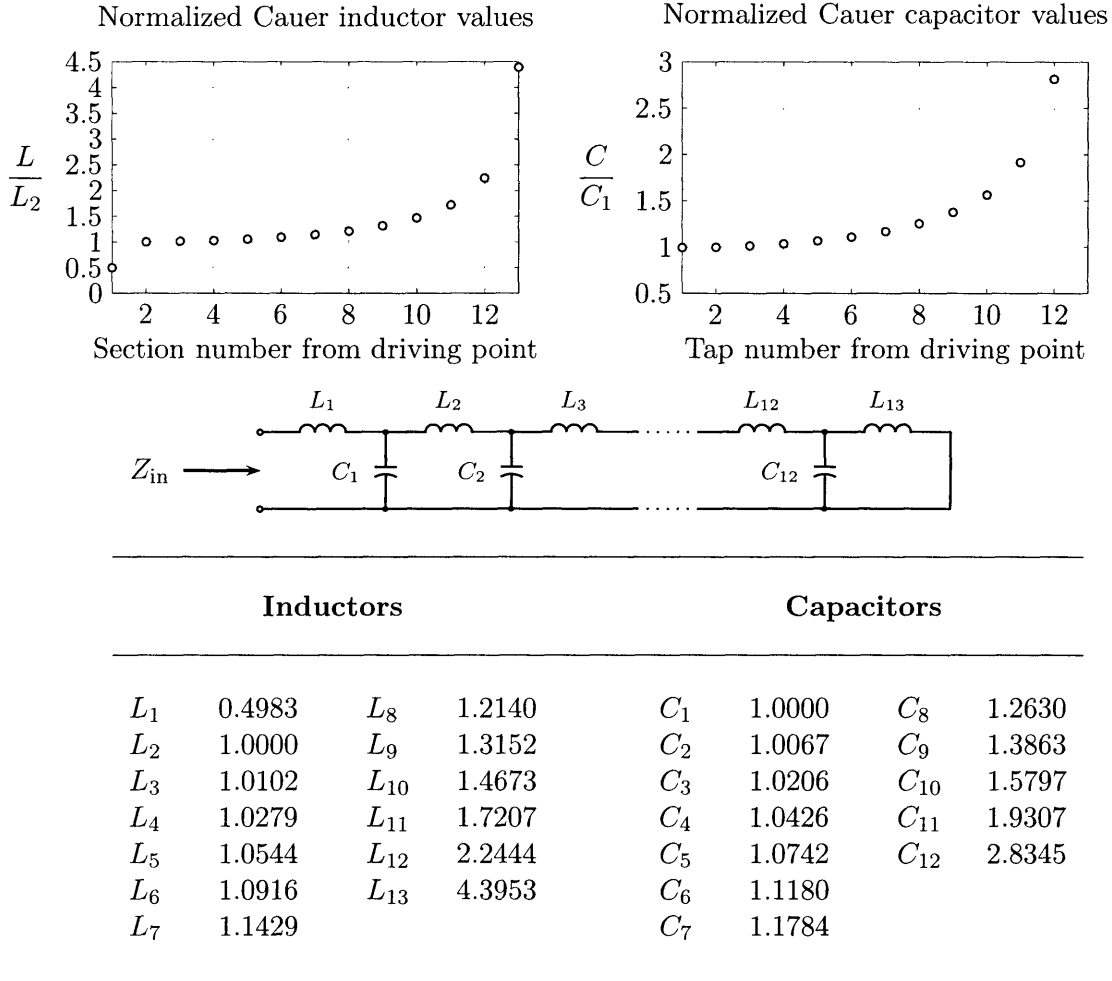 Normalized Cauer inductor values
4.5
4
3.5
3
2.5
2
1.5
1
0.5
0
L
L2
2 4 6 8 10 12
Section number from driving point
Normalized Cauer capacitor values
3
2.5
2
1.5
1
0.5
C
C1
2 4 6 8 10 12
Tap number from driving point
L1 L2 L3 L12 L13
Zin C1 C2 C12
Inductors Capacitors
L1 0.4983 L8 1.2140 C1 1.0000 C8 1.2630
L2 1.0000 L9 1.3152 C2 1.0067 C9 1.3863
L3 1.0102 L10 1.4673 C3 1.0206 C10 1.5797
L4 1.0279 L11 1.7207 C4 1.0426 C11 1.9307
L5 1.0544 L12 2.2444 C5 1.0742 C12 2.8345
L6 1.0916 L13 4.3953 C6 1.1180
L7 1.1429 C7 1.1784